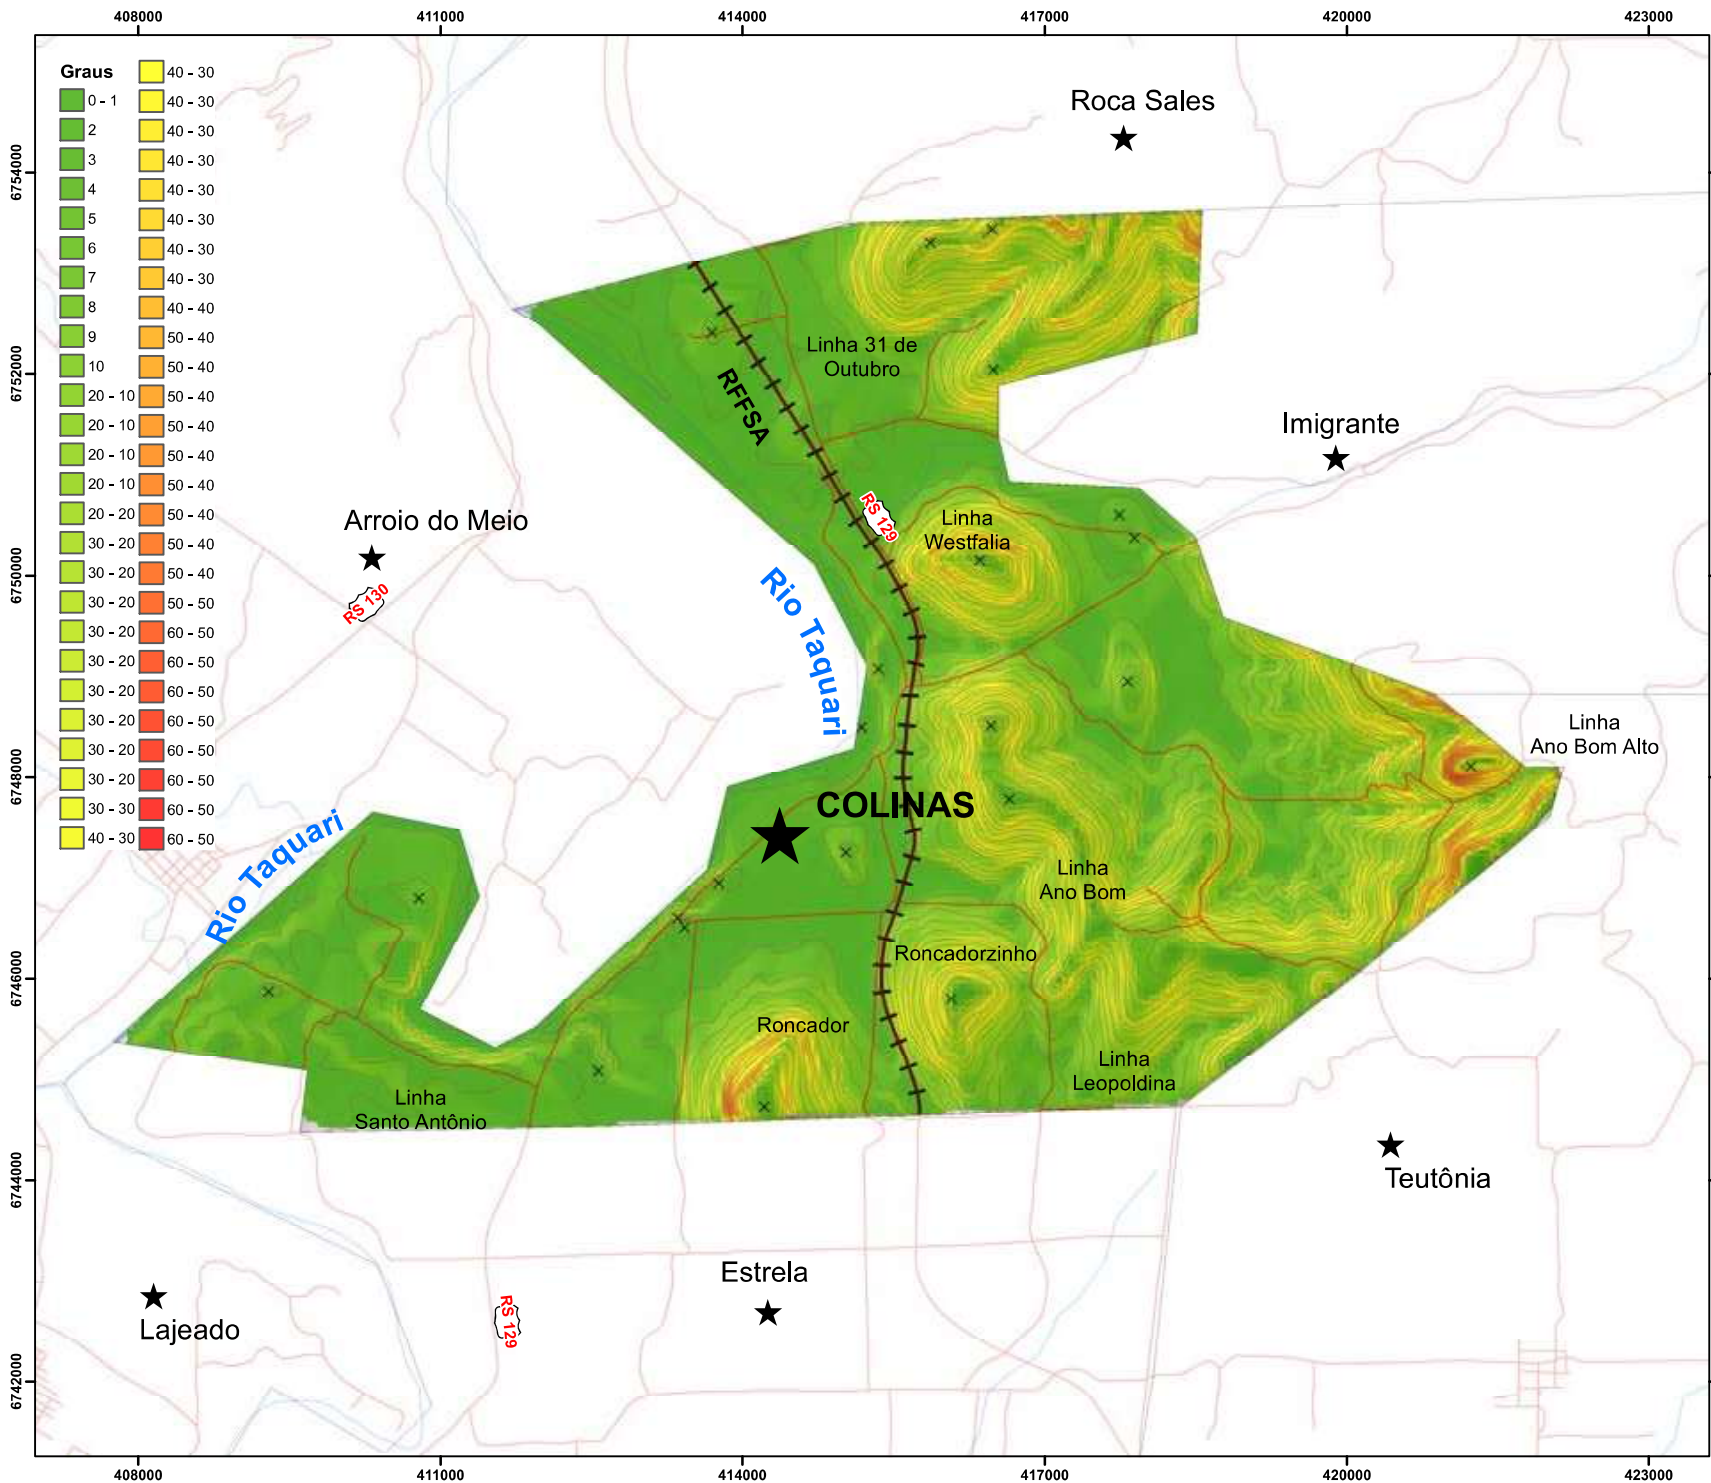 408000
411000
414000
417000
420000
423000
6754000
6752000
6750000
6748000
6746000
6744000
6742000
Graus
0 - 1
2
3
4
5
6
7
8
9
10
20 - 10
20 - 10
20 - 10
20 - 10
20 - 20
30 - 20
30 - 20
30 - 20
30 - 20
30 - 20
30 - 20
30 - 20
30 - 20
30 - 20
30 - 30
40 - 30
40 - 30
40 - 30
40 - 30
40 - 30
40 - 30
40 - 30
40 - 30
40 - 30
40 - 40
50 - 40
50 - 40
50 - 40
50 - 40
50 - 40
50 - 40
50 - 40
50 - 40
50 - 40
50 - 50
60 - 50
60 - 50
60 - 50
60 - 50
60 - 50
60 - 50
60 - 50
60 - 50
Roca Sales
Linha 31 de
Outubro
RFFSA
Imigrante
Arroio do Meio
RS 130
RS 129
Linha
Westfalia
Rio Taquari
Linha
Ano Bom Alto
COLINAS
Rio Taquari
Linha
Ano Bom
Roncadorzinho
Roncador
Linha
Leopoldina
Linha
Santo Antônio
Teutônia
Estrela
Lajeado
RS 129
408000
411000
414000
417000
420000
423000